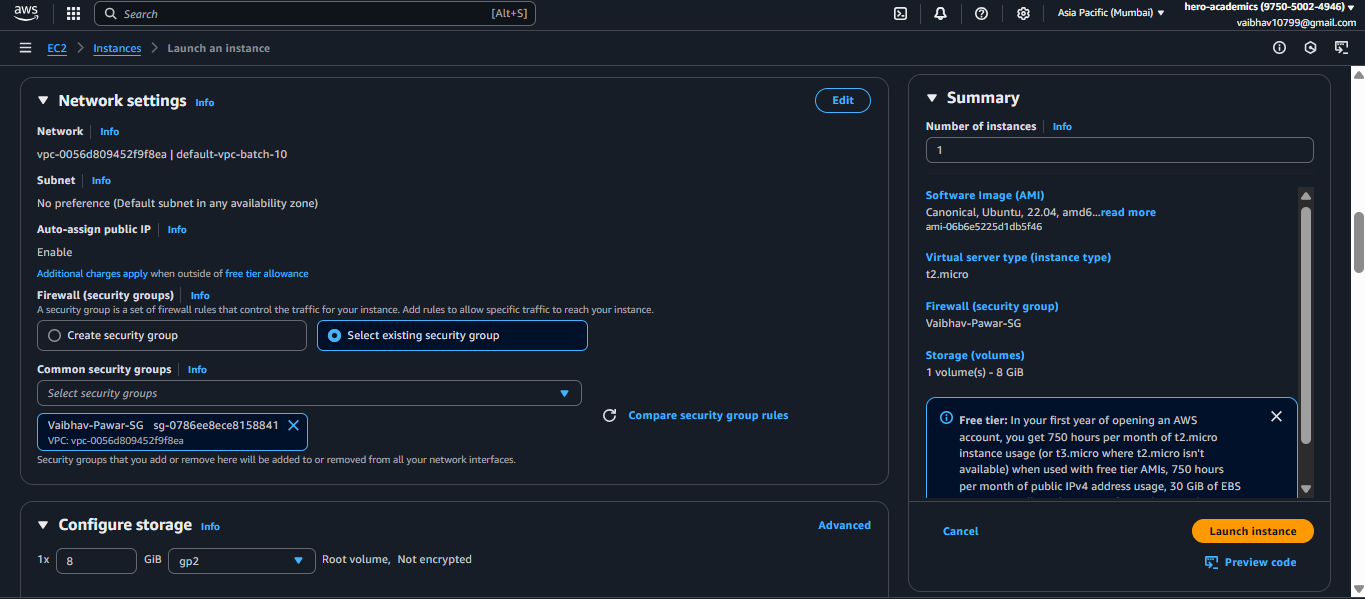 aws
Search [Alt+S]
Asia Pacific (Mumbai)
hero-academics (9750-5002-4946)
vaibhav10799@gmail.com
EC2 > Instances > Launch an instance
Network settings Info
Edit
Network Info
vpc-0056d809452f9f8ea | default-vpc-batch-10
Subnet Info
No preference (Default subnet in any availability zone)
Auto-assign public IP Info
Enable
Additional charges apply when outside of free tier allowance
Firewall (security groups) Info
A security group is a set of firewall rules that control the traffic for your instance. Add rules to allow specific traffic to reach your instance.
Create security group
Select existing security group
Common security groups Info
Select security groups
Vaibhav-Pawar-SG sg-0786ee8ece8158841
VPC: vpc-0056d809452f9f8ea
Compare security group rules
Security groups that you add or remove here will be added to or removed from all your network interfaces.
Configure storage Info
Advanced
1x 8 GiB gp2 Root volume, Not encrypted
Summary
Number of instances Info
1
Software Image (AMI)
Canonical, Ubuntu, 22.04, amd6...read more
ami-06b6e5225d1db5f46
Virtual server type (instance type)
t2.micro
Firewall (security group)
Vaibhav-Pawar-SG
Storage (volumes)
1 volume(s) - 8 GiB
Free tier: In your first year of opening an AWS
account, you get 750 hours per month of t2.micro
instance usage (or t3.micro where t2.micro isn't
available) when used with free tier AMIs, 750 hours
per month of public IPv4 address usage, 30 GiB of EBS
Cancel
Launch instance
Preview code